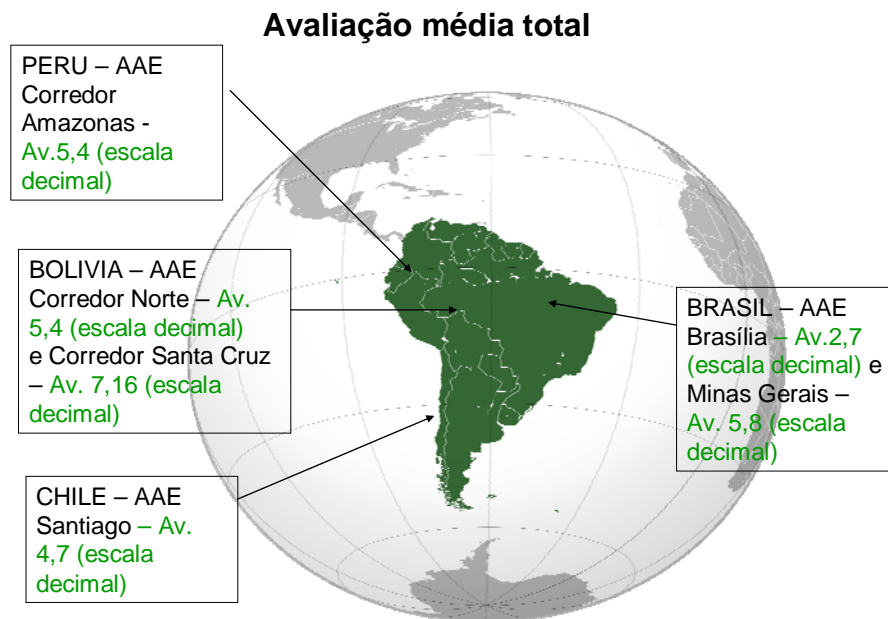 Avaliação média total
PERU – AAE
Corredor
Amazonas -
Av.5,4 (escala
decimal)
BOLIVIA – AAE
Corredor Norte – Av.
5,4 (escala decimal)
e Corredor Santa Cruz
– Av. 7,16 (escala
decimal)
BRASIL – AAE
Brasília – Av.2,7
(escala decimal) e
Minas Gerais –
Av. 5,8 (escala
decimal)
CHILE – AAE
Santiago – Av.
4,7 (escala
decimal)